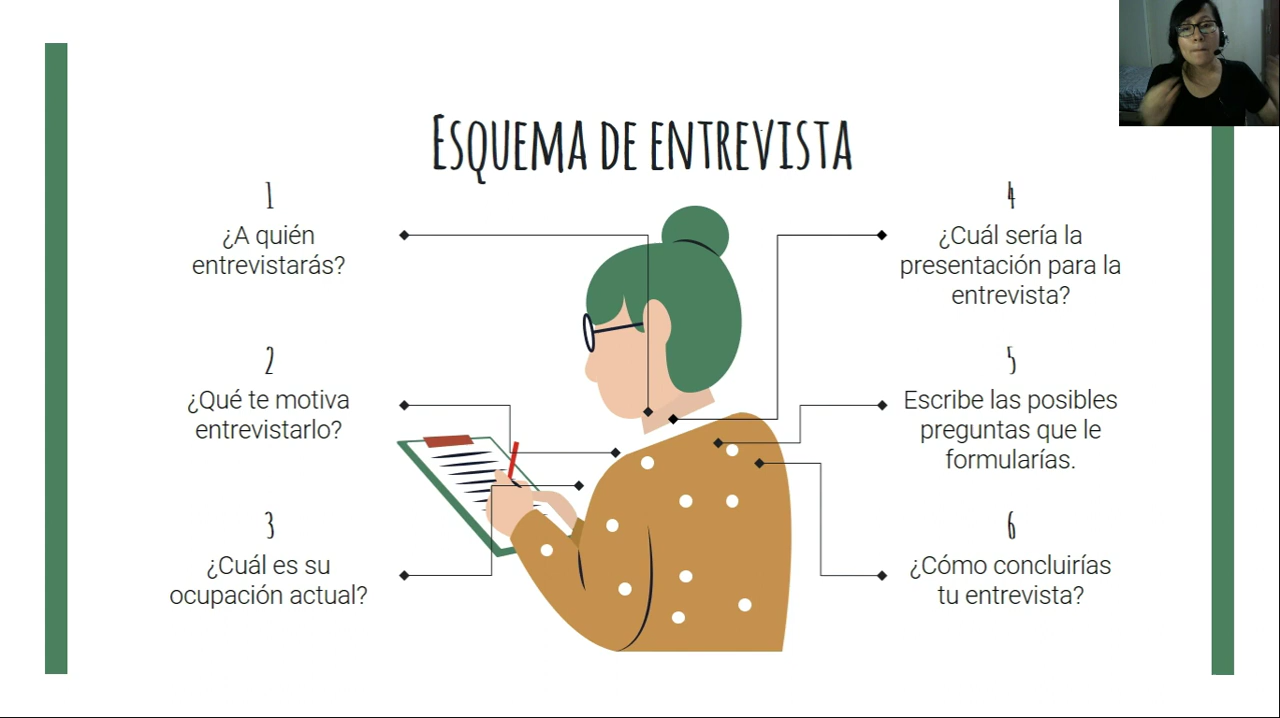 Esquema de entrevista
1
¿A quién
entrevistarás?
2
¿Qué te motiva
entrevistarlo?
3
¿Cuál es su
ocupación actual?
4
¿Cuál sería la
presentación para la
entrevista?
5
Escribe las posibles
preguntas que le
formularías.
6
¿Cómo concluirías
tu entrevista?